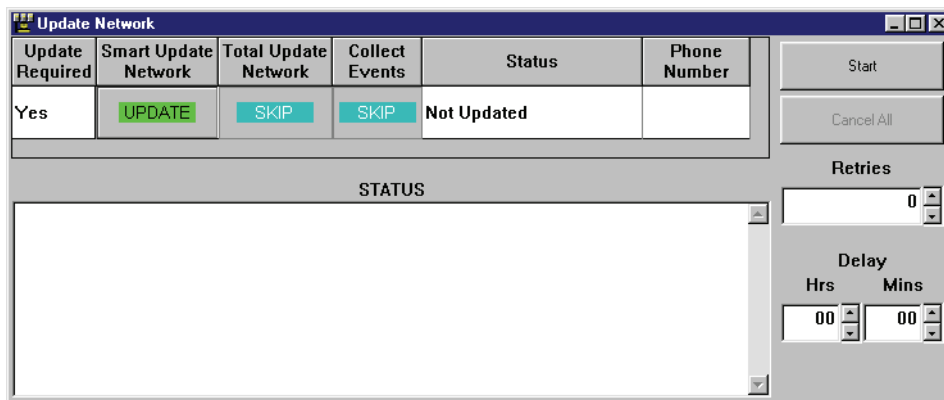 Update Network
Update Required Smart Update Network Total Update Network Collect Events Status Phone Number
Yes UPDATE SKIP SKIP Not Updated
Start
Cancel All
STATUS
Retries
0
Delay
Hrs Mins
00 00